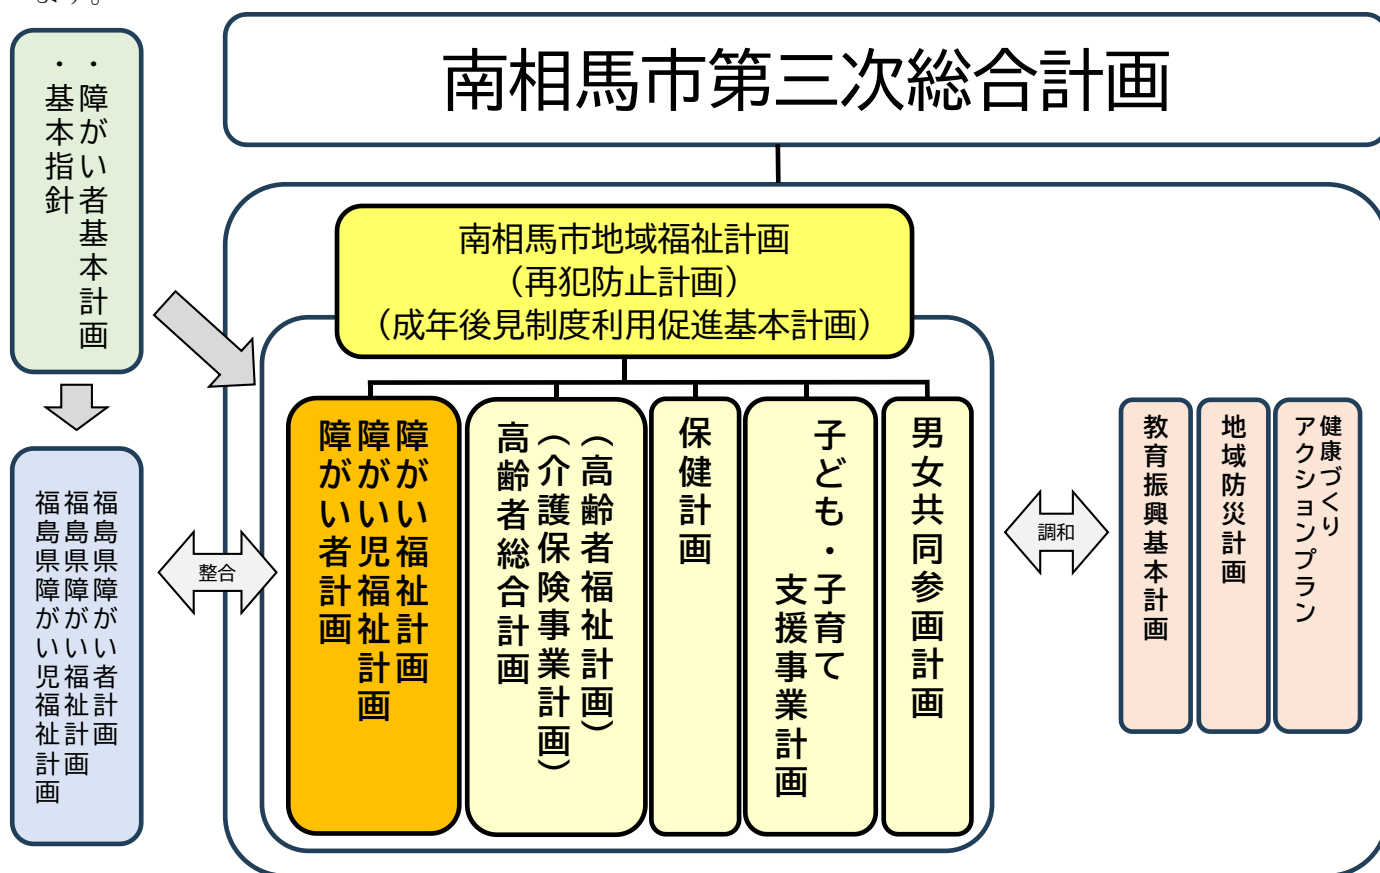 ます。
南相馬市第三次総合計画
・障がい者基本計画
・基本指針
南相馬市地域福祉計画
（再犯防止計画）
（成年後見制度利用促進基本計画）
障がい福祉計画
障がい児福祉計画
障がい者計画
（高齢者福祉計画）
（介護保険事業計画）
高齢者総合計画
保健計画
子ども・子育て
支援事業計画
男女共同参画計画
福島県障がい者計画
福島県障がい福祉計画
福島県障がい児福祉計画
整合
調和
教育振興基本計画
地域防災計画
健康づくり
アクションプラン